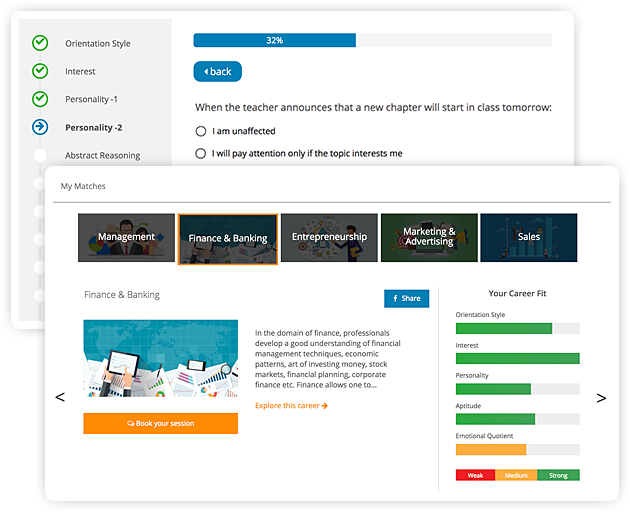 Orientation Style
Interest
Personality -1
Personality -2
Abstract Reasoning
32%
back
When the teacher announces that a new chapter will start in class tomorrow:
I am unaffected
I will pay attention only if the topic interests me
My Matches
Management
Finance & Banking
Entrepreneurship
Marketing &
Advertising
Sales
Finance & Banking
f Share
In the domain of finance, professionals
develop a good understanding of financial
management techniques, economic
patterns, art of investing money, stock
markets, financial planning, corporate
finance etc. Finance allows one to...
Explore this career
Book your session
Your Career Fit
Orientation Style
Interest
Personality
Aptitude
Emotional Quotient
Weak
Medium
Strong